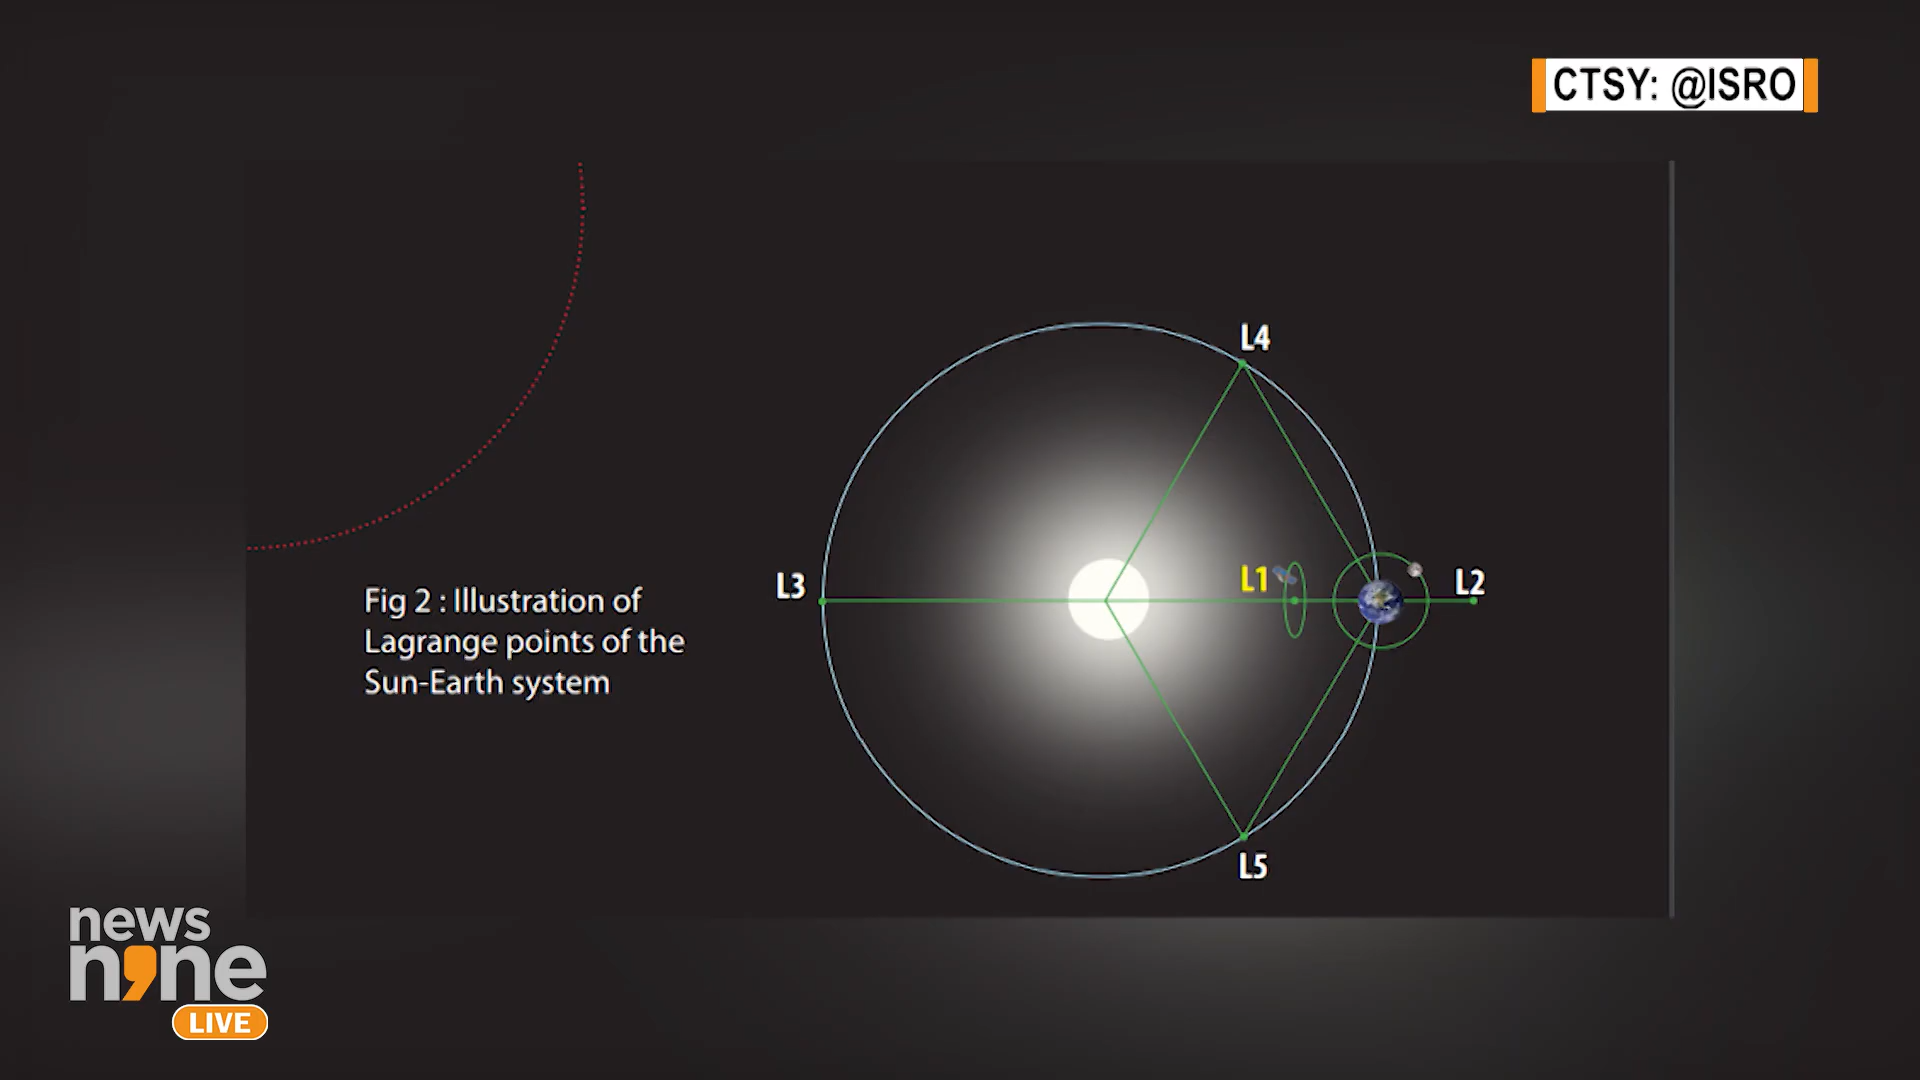 CTSY: @ISRO
L4
L3
L1
L2
Fig 2 : Illustration of
Lagrange points of the
Sun-Earth system
L5
news
n9ne
LIVE